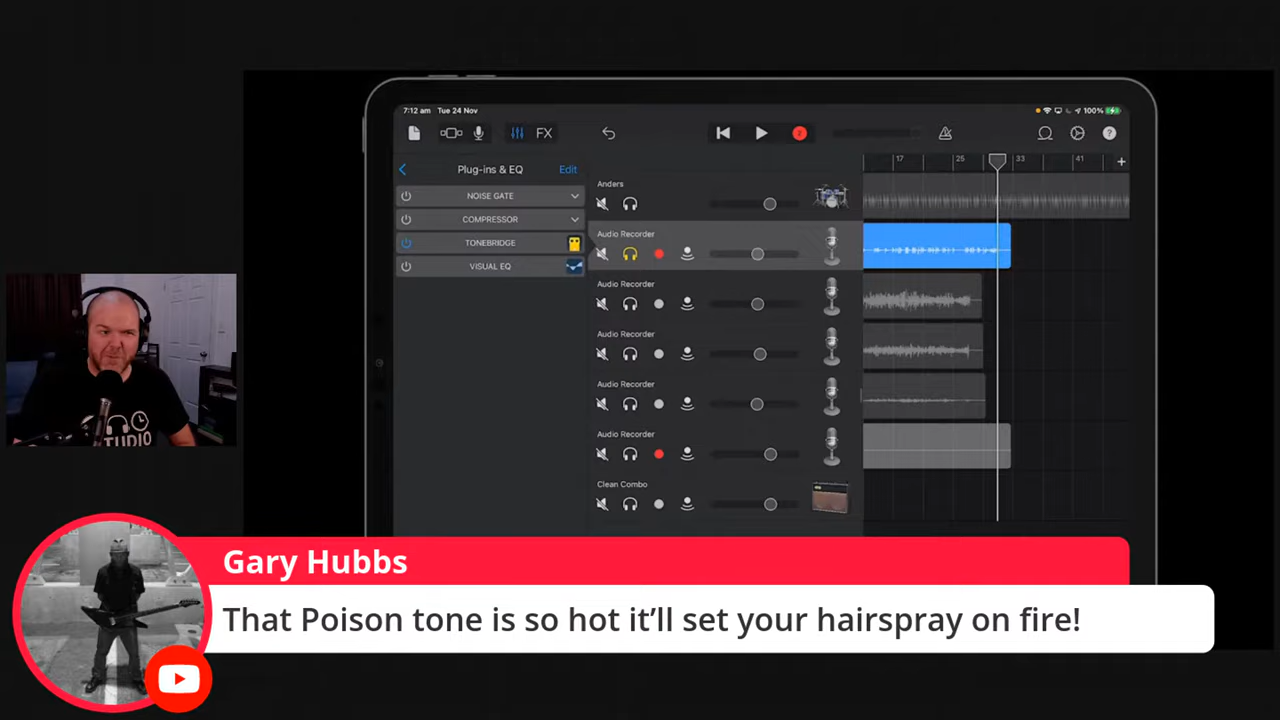 7:12 am Tue 24 Nov
100%
FX
Plug-ins & EQ
Edit
17
25
33
41
NOISE GATE
COMPRESSOR
TONEBRIDGE
VISUAL EQ
Anders
Audio Recorder
Audio Recorder
Audio Recorder
Audio Recorder
Audio Recorder
Clean Combo
STUDIO
Gary Hubbs
That Poison tone is so hot it’ll set your hairspray on fire!